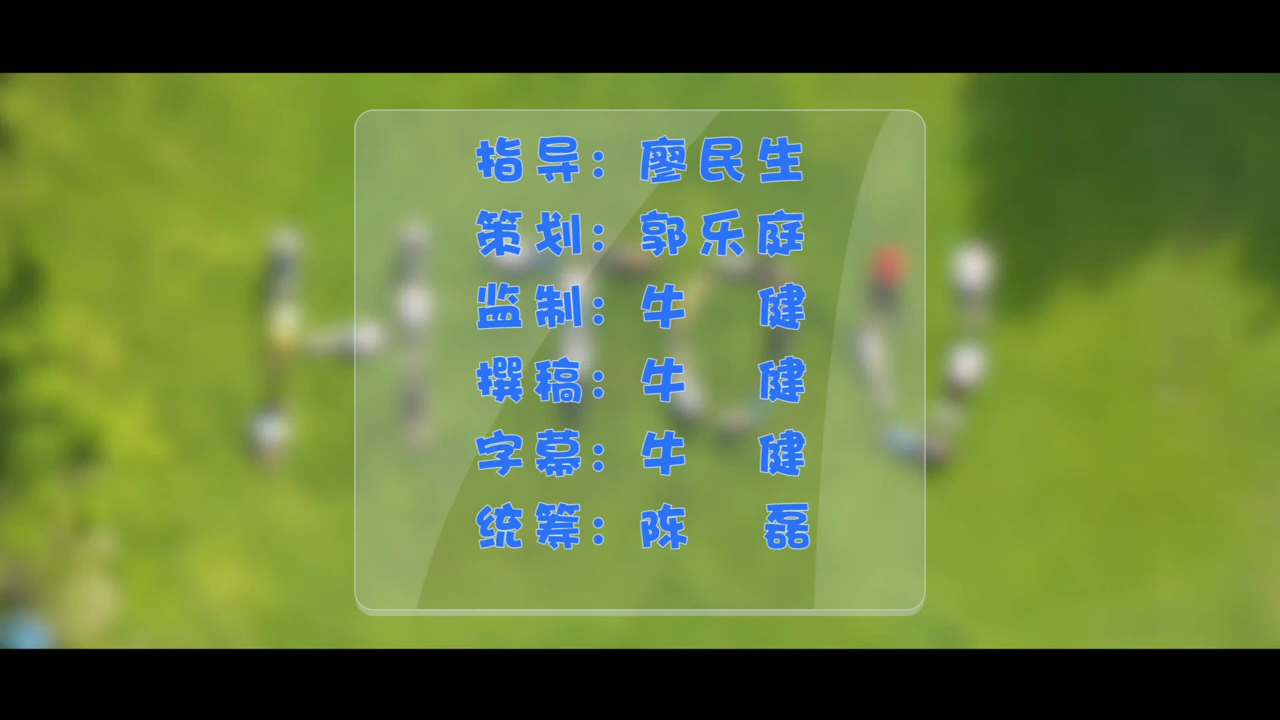 指导：廖民生
策划：郭乐庭
监制：牛 健
撰稿：牛 健
字幕：牛 健
统筹：陈 磊